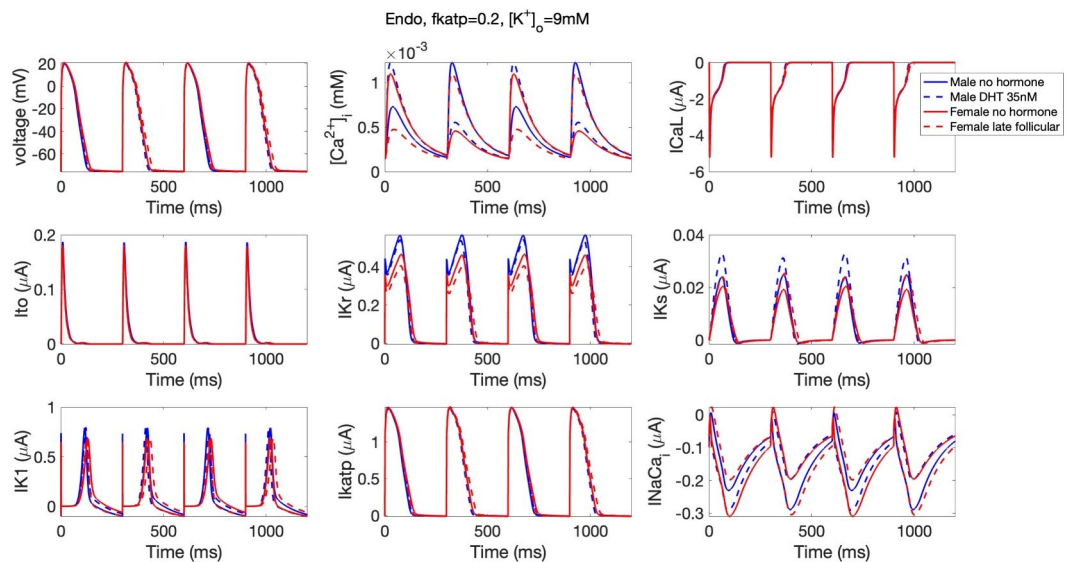 Endo, fkatp=0.2, [K⁺]ₒ=9mM
voltage (mV)
20
0
-20
-40
-60
0
500
1000
Time (ms)
×10⁻³
[Ca²⁺]ᵢ (mM)
1
0.5
0
0
500
1000
Time (ms)
ICaL (μA)
0
-2
-4
-6
0
500
1000
Time (ms)
Male no hormone
Male DHT 35nM
Female no hormone
Female late follicular
Ito (μA)
0.2
0.1
0
0
500
1000
Time (ms)
IKr (μA)
0.4
0.2
0
0
500
1000
Time (ms)
IKs (μA)
0.04
0.02
0
0
500
1000
Time (ms)
IK1 (μA)
1
0.5
0
0
500
1000
Time (ms)
Ikatp (μA)
1
0
0
500
1000
Time (ms)
INaCaᵢ (μA)
0
-0.1
-0.2
-0.3
0
500
1000
Time (ms)